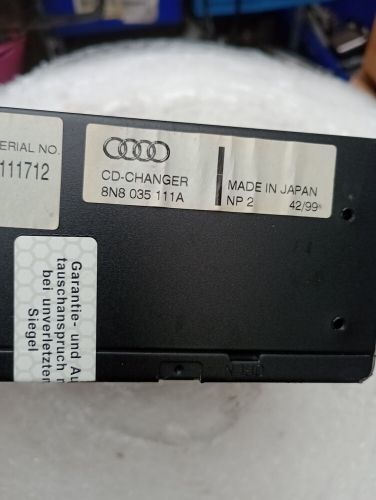 ERIAL NO.
111712
CD-CHANGER
8N8 035 111A
MADE IN JAPAN
NP 2 42/99
Garantie- und Au
tauschanspruch n
bei unverletzten
Siegel
OPEN